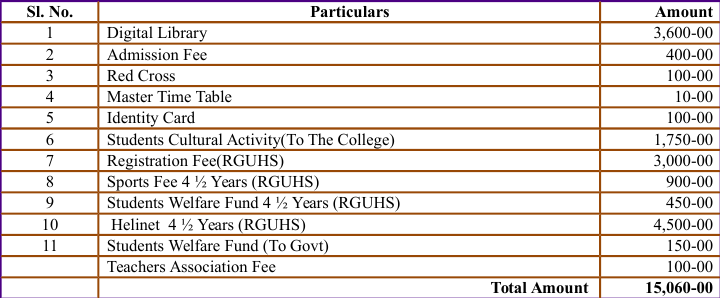 Sl. No. Particulars Amount
1 Digital Library 3,600-00
2 Admission Fee 400-00
3 Red Cross 100-00
4 Master Time Table 10-00
5 Identity Card 100-00
6 Students Cultural Activity(To The College) 1,750-00
7 Registration Fee(RGUHS) 3,000-00
8 Sports Fee 4 ½ Years (RGUHS) 900-00
9 Students Welfare Fund 4 ½ Years (RGUHS) 450-00
10 Helinet 4 ½ Years (RGUHS) 4,500-00
11 Students Welfare Fund (To Govt) 150-00
Teachers Association Fee 100-00
Total Amount 15,060-00